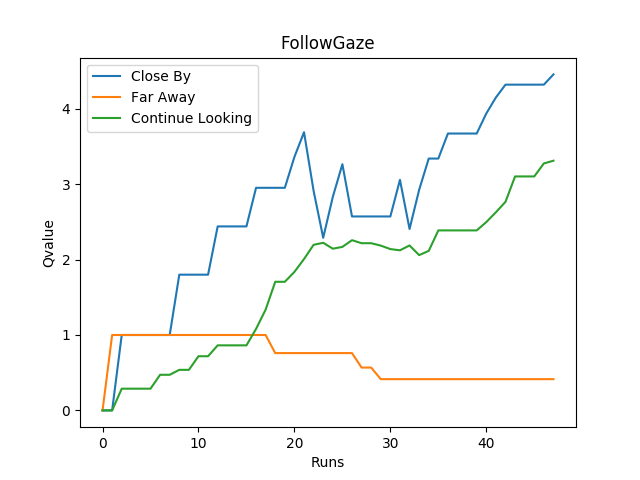 FollowGaze
Close By
Far Away
Continue Looking
4
3
2
1
0
Qvalue
0 10 20 30 40
Runs